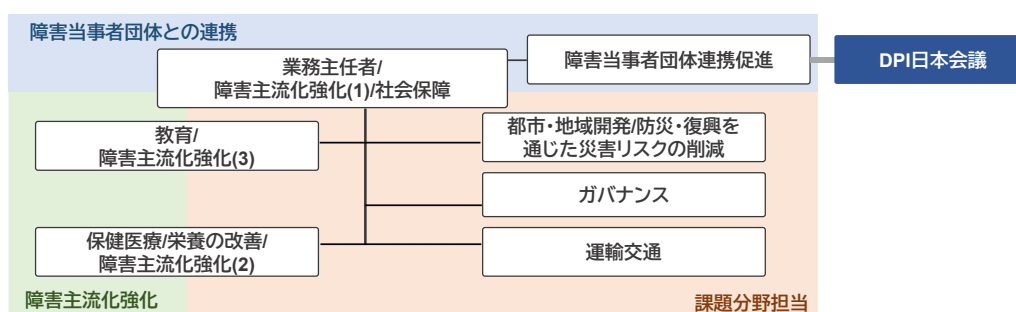 障害当事者団体との連携
業務主任者/
障害主流化強化(1)/社会保障
障害当事者団体連携促進
DPI日本会議
教育/
障害主流化強化(3)
都市・地域開発/防災・復興を
通じた災害リスクの削減
ガバナンス
保健医療/栄養の改善/
障害主流化強化(2)
運輸交通
障害主流化強化
課題分野担当